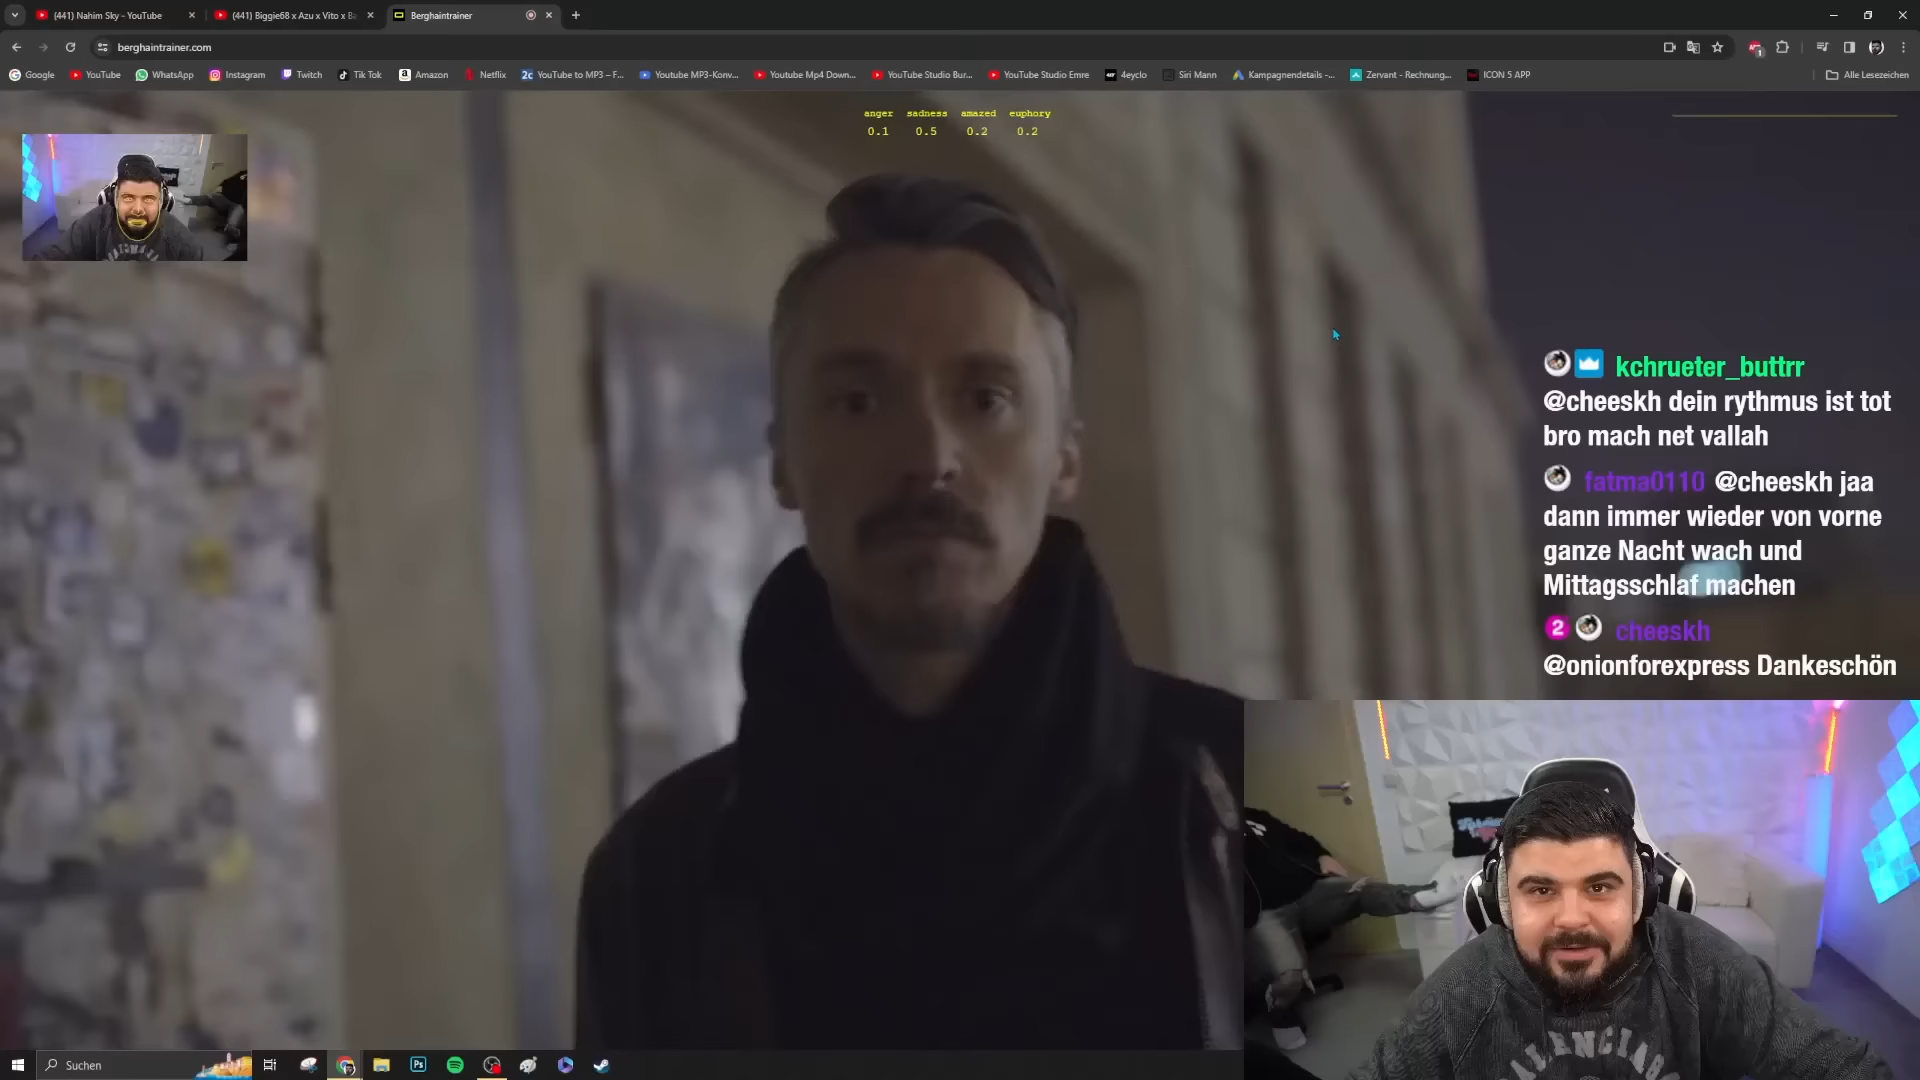 (441) Nahim Sky - YouTube
(441) Biggie68 x Azu x Vito x Ba
Berghaintrainer
berghaintrainer.com
Google
YouTube
WhatsApp
Instagram
Twitch
Tik Tok
Amazon
Netflix
YouTube to MP3 – F...
Youtube MP3-Konv...
Youtube Mp4 Down...
YouTube Studio Bur...
YouTube Studio Emre
4eyclo
Siri Mann
Kampagnendetails -...
Zervant - Rechnung...
ICON 5 APP
Alle Lesezeichen
anger sadness amazed euphory
0.1 0.5 0.2 0.2
kchrueter_buttrr
@cheeskh dein rythmus ist tot
bro mach net vallah
fatma0110 @cheeskh jaa
dann immer wieder von vorne
ganze Nacht wach und
Mittagsschlaf machen
2 cheeskh
@onionforexpress Dankeschön
Suchen
Ps